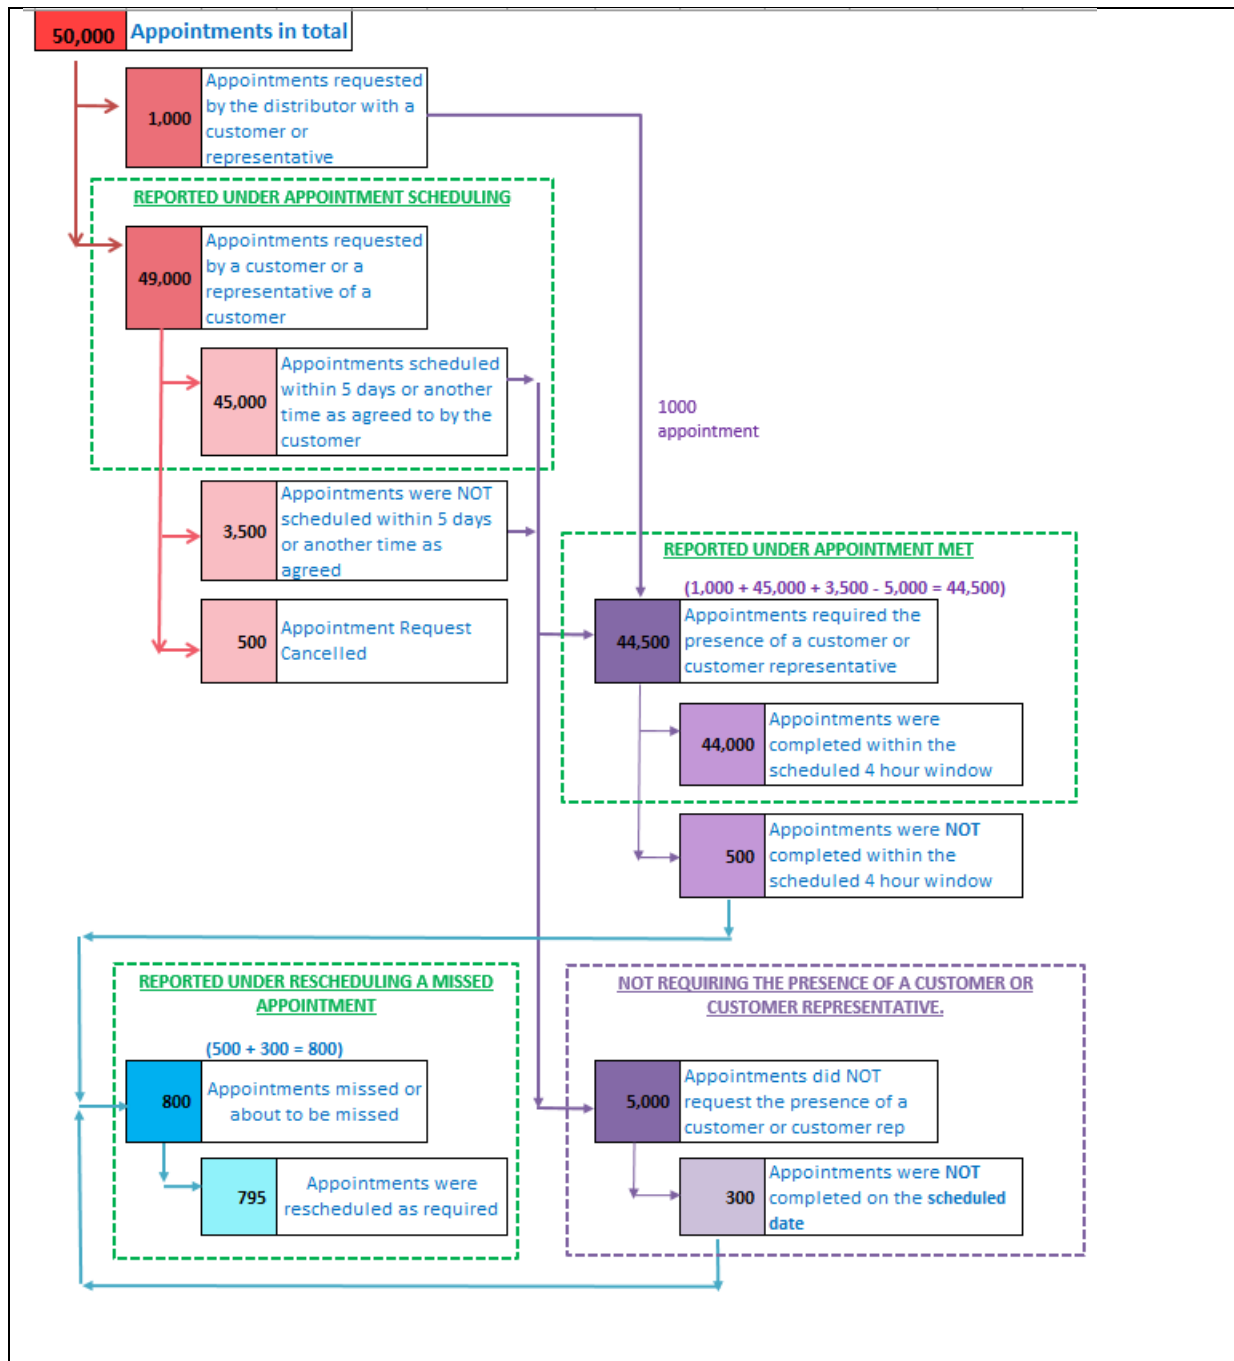 50,000 Appointments in total
1,000
Appointments requested
by the distributor with a
customer or
representative
REPORTED UNDER APPOINTMENT SCHEDULING
49,000
Appointments requested
by a customer or a
representative of a
customer
45,000
Appointments scheduled
within 5 days or another
time as agreed to by the
customer
1000
appointment
3,500
Appointments were NOT
scheduled within 5 days
or another time as
agreed
500
Appointment Request
Cancelled
REPORTED UNDER APPOINTMENT MET
(1,000 + 45,000 + 3,500 - 5,000 = 44,500)
44,500
Appointments required the
presence of a customer or
customer representative
44,000
Appointments were
completed within the
scheduled 4 hour window
500
Appointments were NOT
completed within the
scheduled 4 hour window
REPORTED UNDER RESCHEDULING A MISSED
APPOINTMENT
(500 + 300 = 800)
800
Appointments missed or
about to be missed
795
Appointments were
rescheduled as required
NOT REQUIRING THE PRESENCE OF A CUSTOMER OR
CUSTOMER REPRESENTATIVE.
5,000
Appointments did NOT
request the presence of a
customer or customer rep
300
Appointments were NOT
completed on the scheduled
date